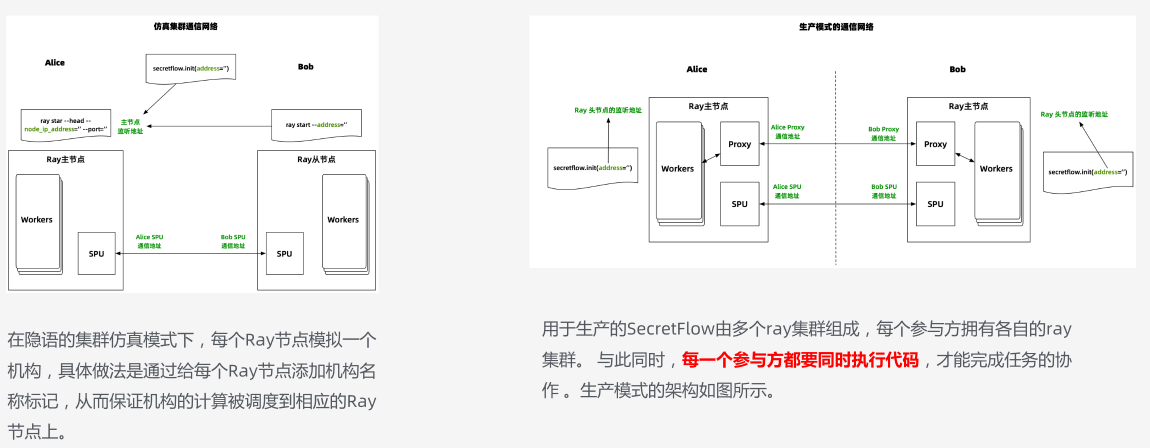 仿真集群通信网络
Alice
Bob
secretflow.init(address='')
ray star --head --
node_ip_address='' --port=''
主节点
监听地址
ray start --address=''
Ray主节点
Ray从节点
Workers
Workers
SPU
Alice SPU
通信地址
Bob SPU
通信地址
SPU
在隐语的集群仿真模式下，每个Ray节点模拟一个
机构，具体做法是通过给每个Ray节点添加机构名
称标记，从而保证机构的计算被调度到相应的Ray
节点上。
生产模式的通信网络
Alice
Bob
Ray 头节点的监听地址
secretflow.init(address='')
Ray主节点
Workers
Proxy
SPU
Alice Proxy
通信地址
Bob Proxy
通信地址
Alice SPU
通信地址
Bob SPU
通信地址
Ray主节点
Proxy
SPU
Workers
Ray 头节点的监听地址
secretflow.init(address='')
用于生产的SecretFlow由多个ray集群组成，每个参与方拥有各自的ray
集群。 与此同时，每一个参与方都要同时执行代码，才能完成任务的协
作 。生产模式的架构如图所示。